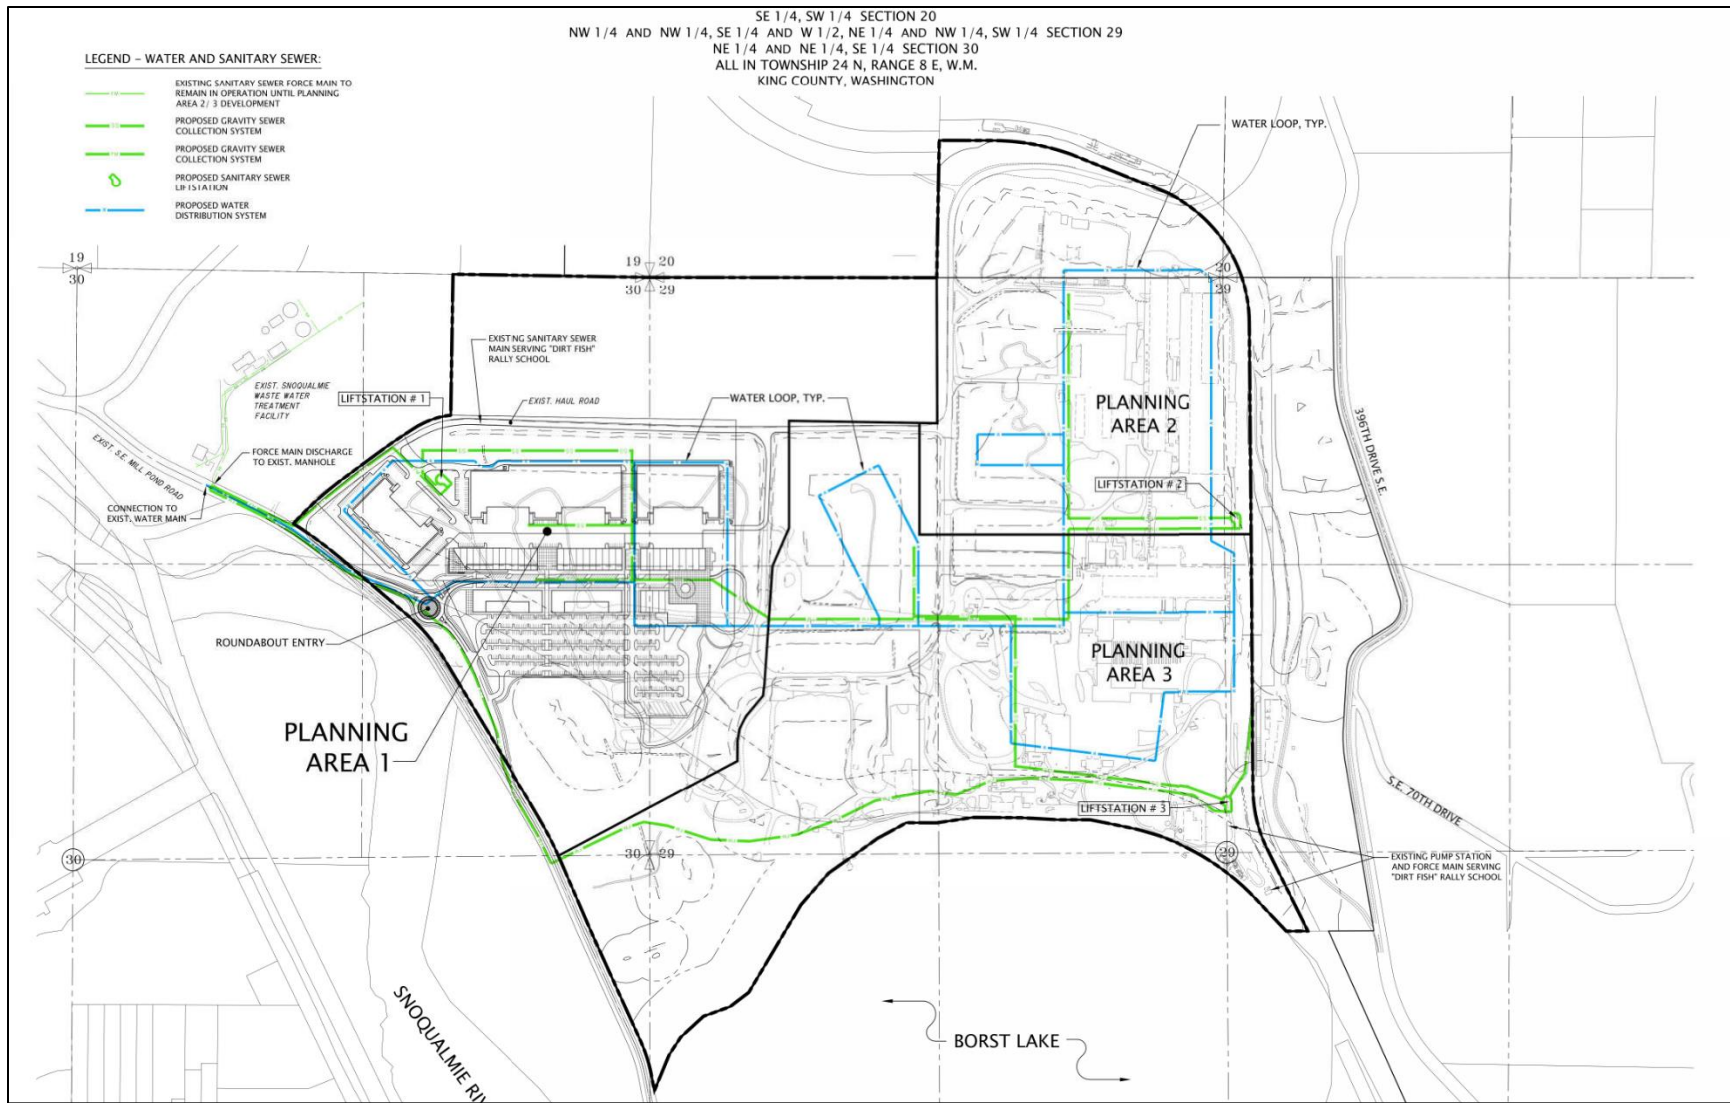 SE 1/4, SW 1/4 SECTION 20
NW 1/4 AND NW 1/4, SE 1/4 AND W 1/2, NE 1/4 AND NW 1/4, SW 1/4 SECTION 29
NE 1/4 AND NE 1/4, SE 1/4 SECTION 30
ALL IN TOWNSHIP 24 N, RANGE 8 E, W.M.
KING COUNTY, WASHINGTON
LEGEND - WATER AND SANITARY SEWER:
EXISTING SANITARY SEWER FORCE MAIN TO
REMAIN IN OPERATION UNTIL PLANNING
AREA 2/ 3 DEVELOPMENT
PROPOSED GRAVITY SEWER
COLLECTION SYSTEM
PROPOSED GRAVITY SEWER
COLLECTION SYSTEM
PROPOSED SANITARY SEWER
LIFTSTATION
PROPOSED WATER
DISTRIBUTION SYSTEM
WATER LOOP, TYP.
19
30
19 20
30 29
20
29
EXISTNG SANITARY SEWER
MAIN SERVING "DIRT FISH"
RALLY SCHOOL
EXIST. SNOQUALMIE
WASTE WATER
TREATMENT
FACILITY
LIFTSTATION # 1
EXIST. HAUL ROAD
WATER LOOP, TYP.
PLANNING
AREA 2
396TH DRIVE S.E.
EXIST. S.E. MILL POND ROAD
FORCE MAIN DISCHARGE
TO EXIST. MANHOLE
LIFTSTATION # 2
CONNECTION TO
EXIST. WATER MAIN
ROUNDABOUT ENTRY
PLANNING
AREA 3
PLANNING
AREA 1
S.E. 70TH DRIVE
LIFTSTATION # 3
30
30 29
20
EXISTING PUMP STATION
AND FORCE MAIN SERVING
"DIRT FISH" RALLY SCHOOL
SNOQUALMIE RIV
BORST LAKE